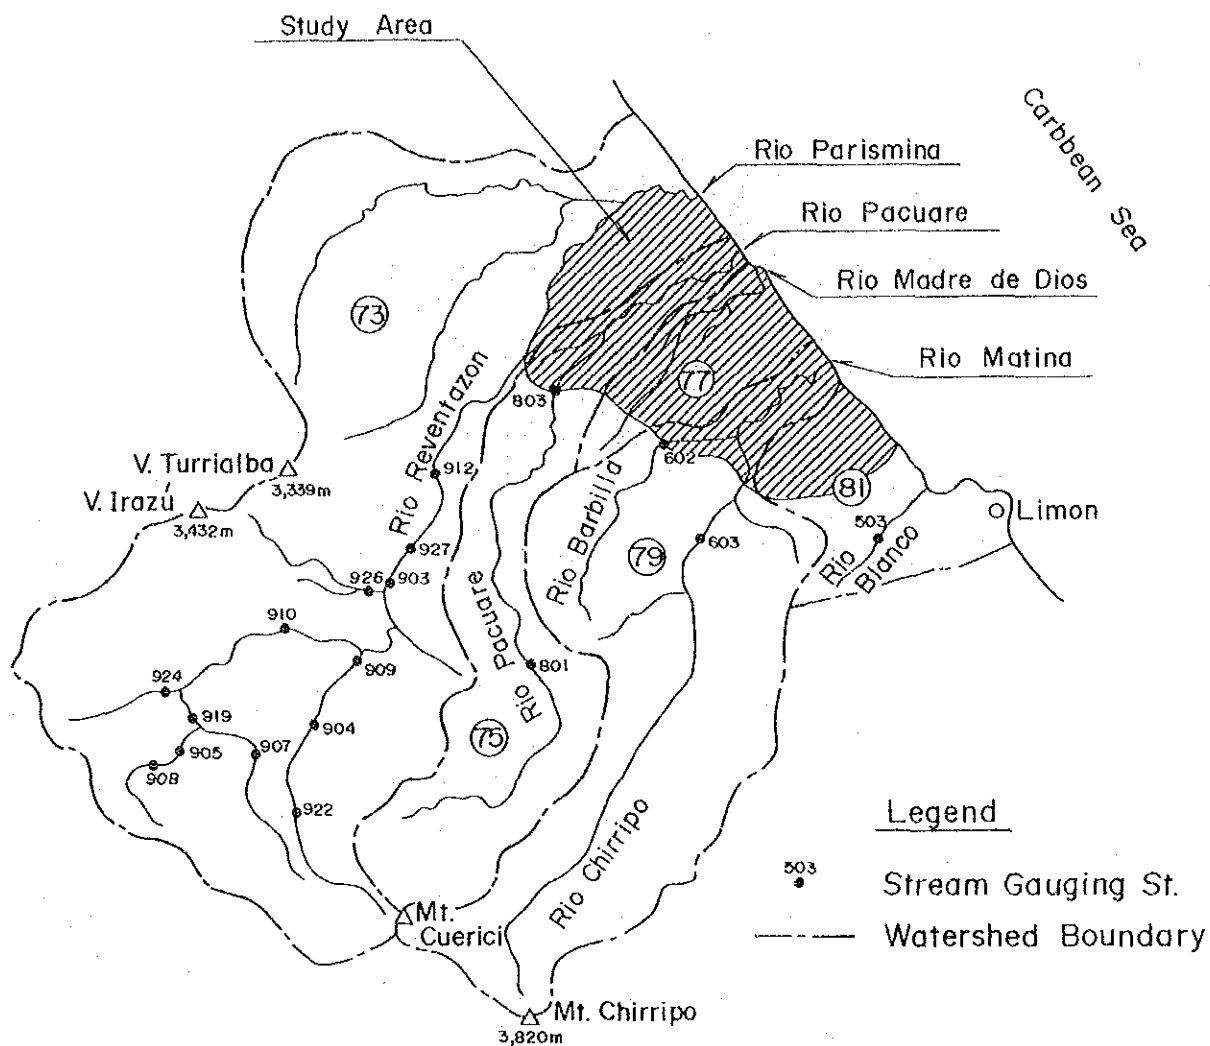 Study Area
Carbbean Sea
Rio Parismina
Rio Pacuare
Rio Madre de Dios
Rio Matina
73
77
803
Rio Reventazon
602
V. Turrialba
3,339m
912
V. Irazú
3,432m
81
Limon
503
Rio Blanco
927
Rio Barbilla
79
603
926
903
910
Rio Pacuare
909
801
924
919
904
75
905
907
908
922
Rio Chirripo
Legend
503
Stream Gauging St.
Watershed Boundary
Mt.
Cuerici
Mt. Chirripo
3,820m